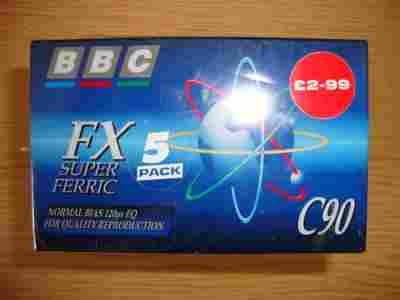 BBC
£2-99
FX
SUPER
FERRIC
5
PACK
NORMAL BIAS 120µs EQ
FOR QUALITY REPRODUCTION
C90